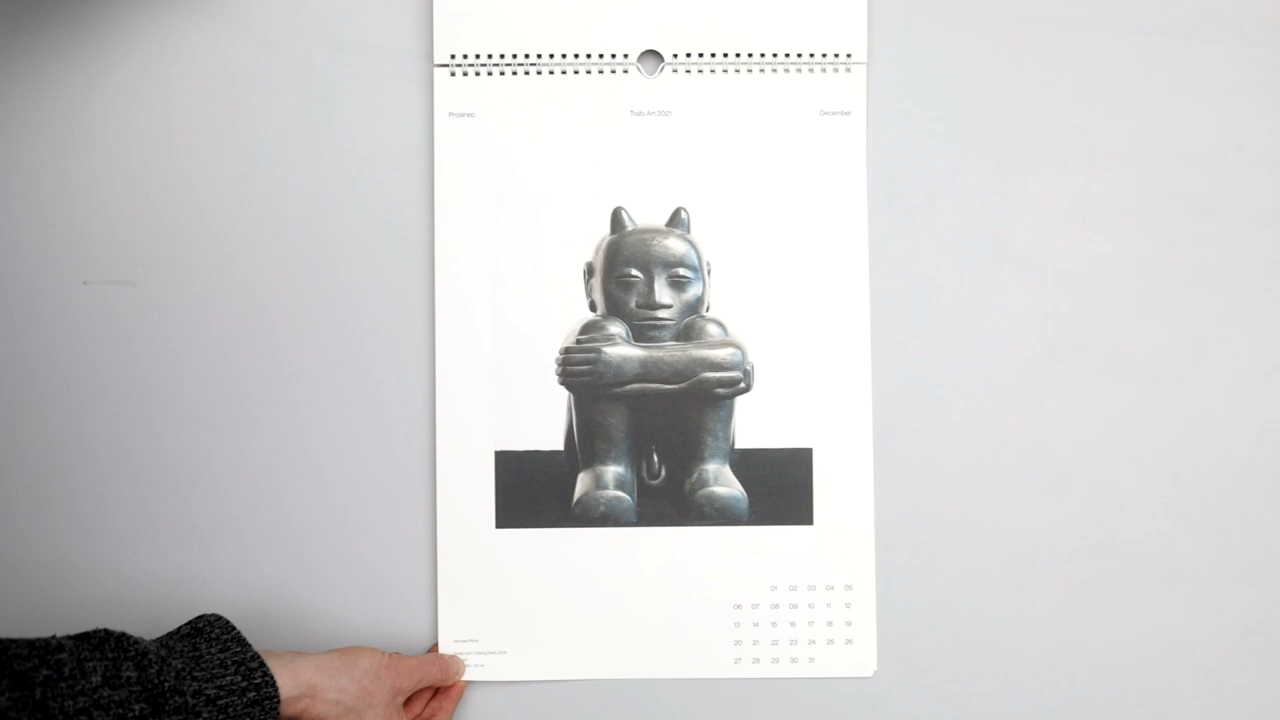 Prosinec Trafo Art 2021 December
01 02 03 04 05
06 07 08 09 10 11 12
13 14 15 16 17 18 19
20 21 22 23 24 25 26
27 28 29 30 31